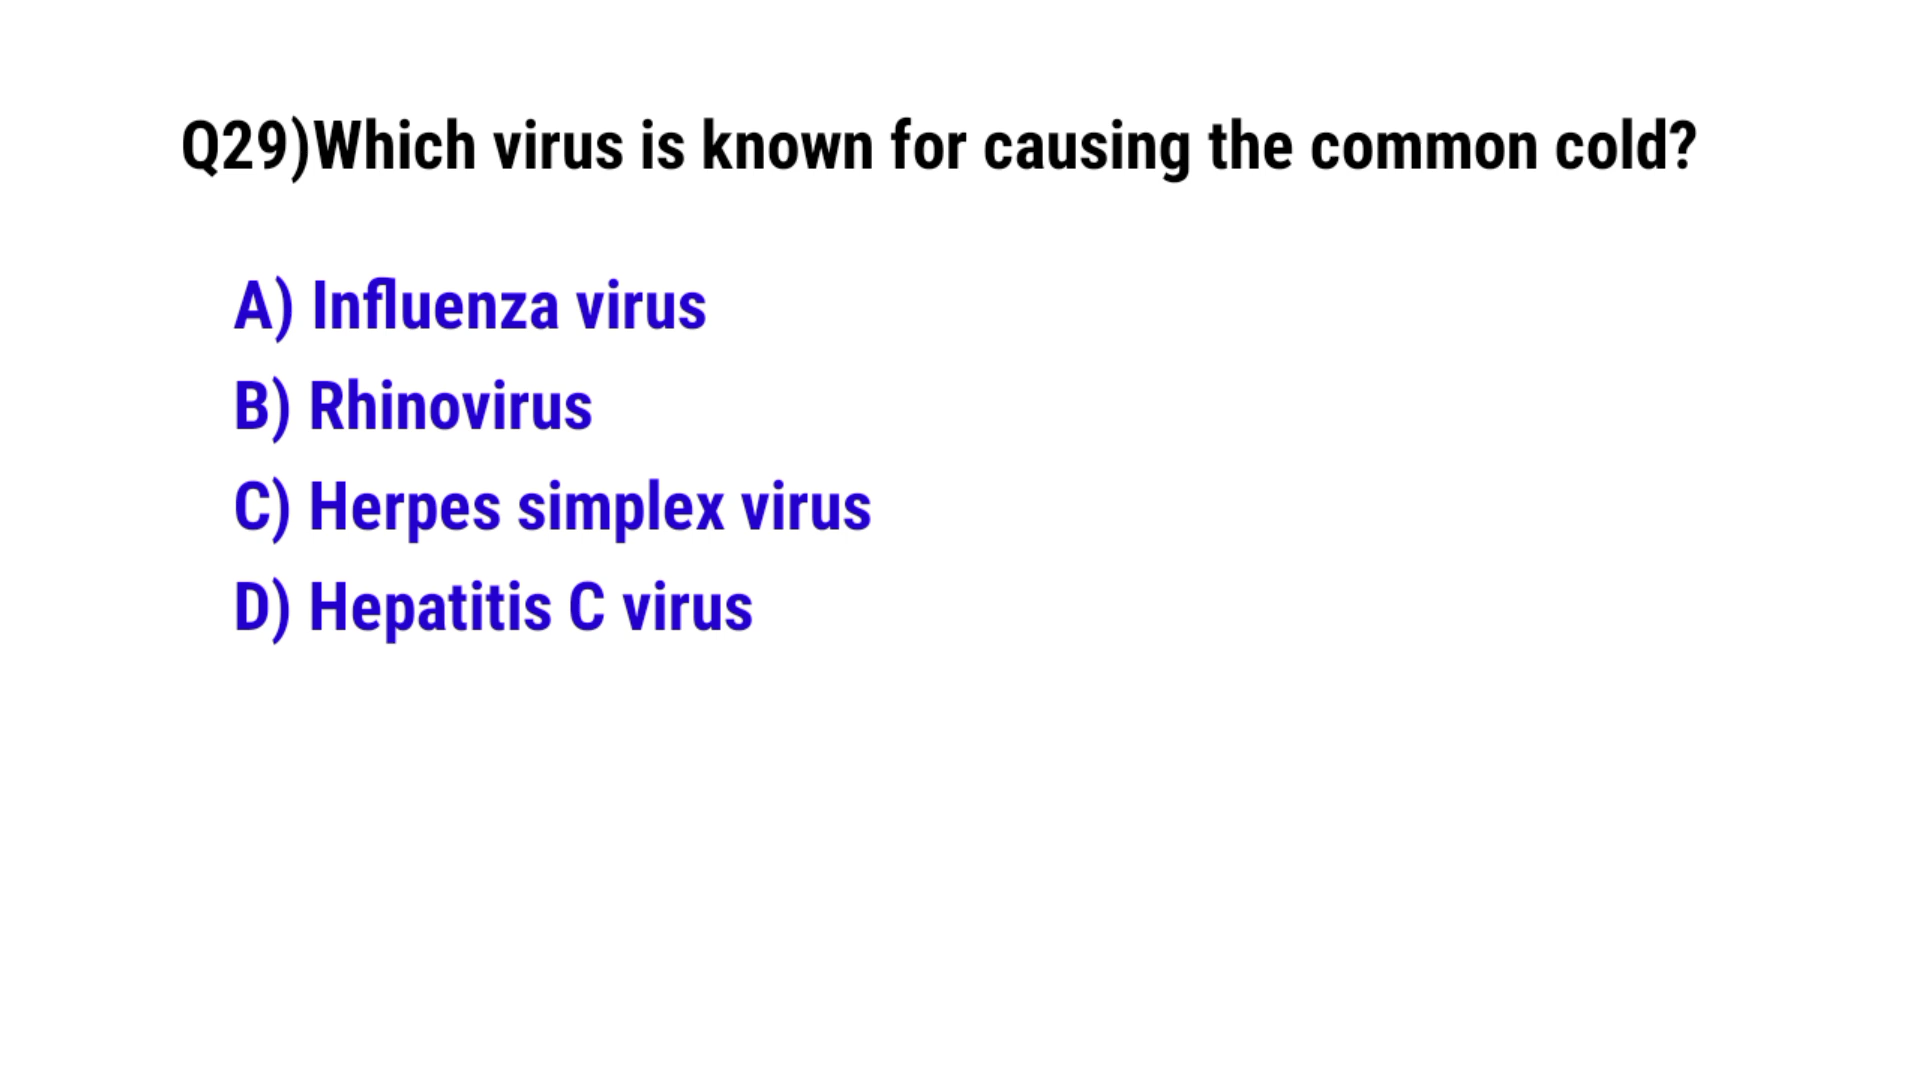 Q29)Which virus is known for causing the common cold?
A) Influenza virus
B) Rhinovirus
C) Herpes simplex virus
D) Hepatitis C virus